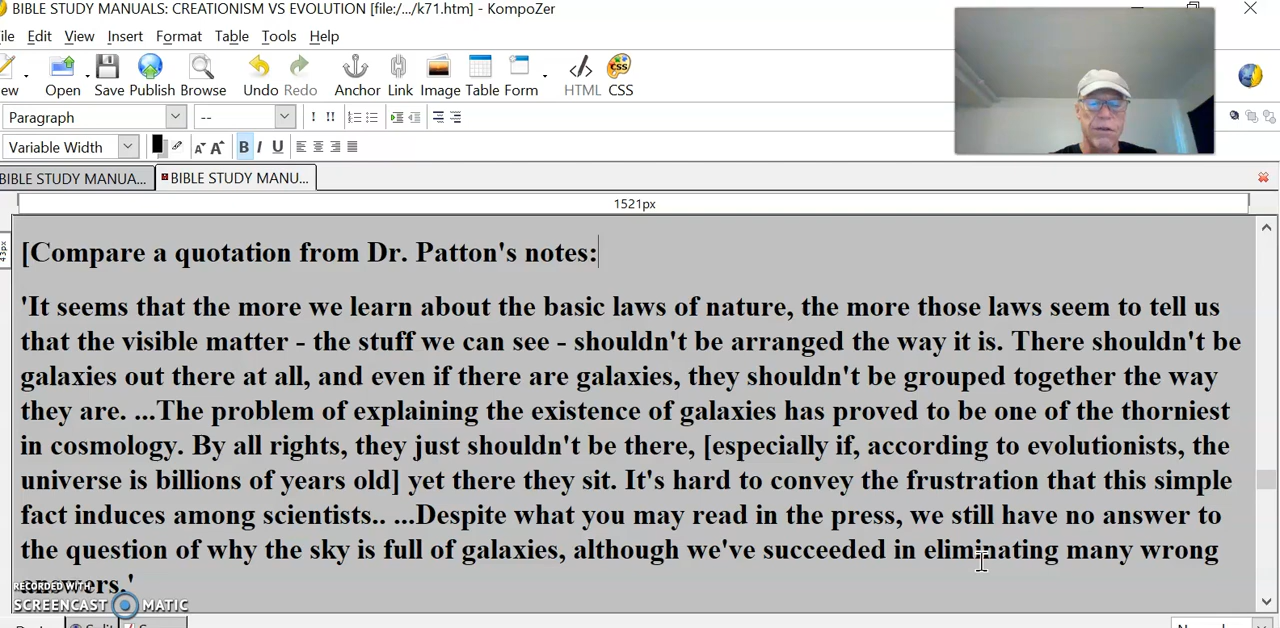 BIBLE STUDY MANUALS: CREATIONISM VS EVOLUTION [file:/.../k71.htm] - KompoZer
ile Edit View Insert Format Table Tools Help
ew Open Save Publish Browse Undo Redo Anchor Link Image Table Form HTML CSS
Paragraph --
Variable Width B I U
BIBLE STUDY MANUA... BIBLE STUDY MANU...
1521px
43px
[Compare a quotation from Dr. Patton's notes:
'It seems that the more we learn about the basic laws of nature, the more those laws seem to tell us
that the visible matter - the stuff we can see - shouldn't be arranged the way it is. There shouldn't be
galaxies out there at all, and even if there are galaxies, they shouldn't be grouped together the way
they are. ...The problem of explaining the existence of galaxies has proved to be one of the thorniest
in cosmology. By all rights, they just shouldn't be there, [especially if, according to evolutionists, the
universe is billions of years old] yet there they sit. It's hard to convey the frustration that this simple
fact induces among scientists.. ...Despite what you may read in the press, we still have no answer to
the question of why the sky is full of galaxies, although we've succeeded in eliminating many wrong
answers.'
RECORDED WITH
SCREENCAST MATIC